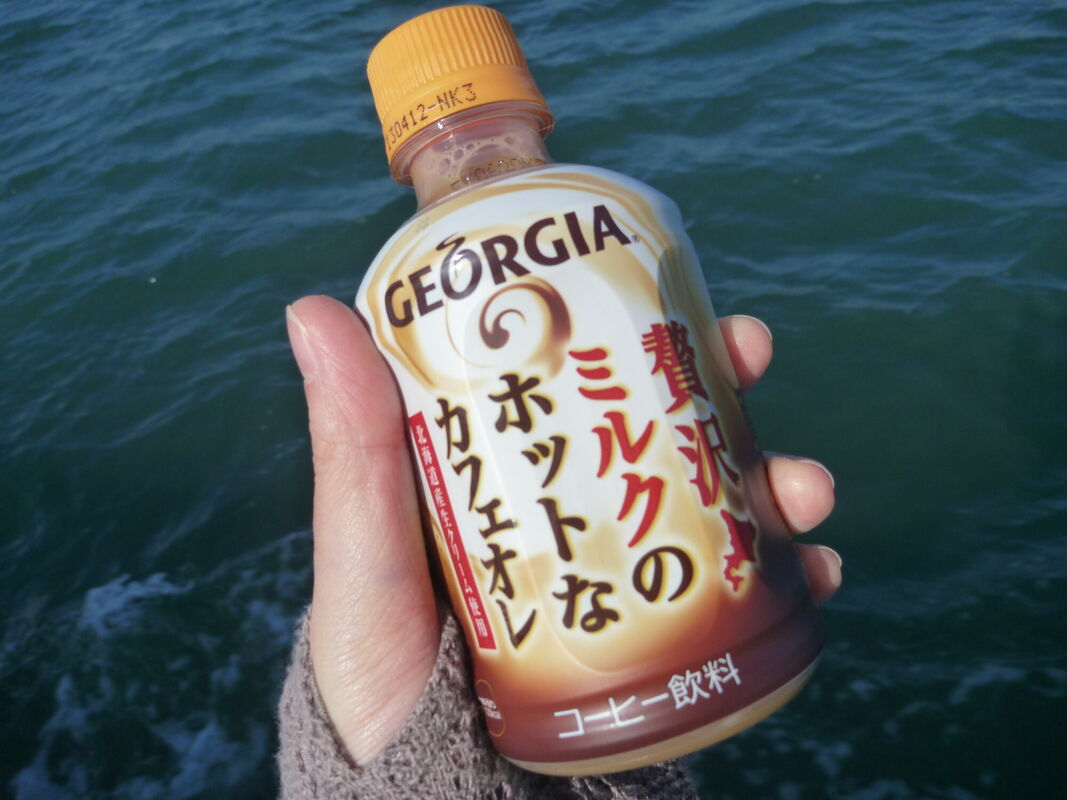 130412-NK3
GEORGIA
贅沢
ミルクの
ホットな
カフェオレ
北海道産生クリーム使用
コーヒー飲料